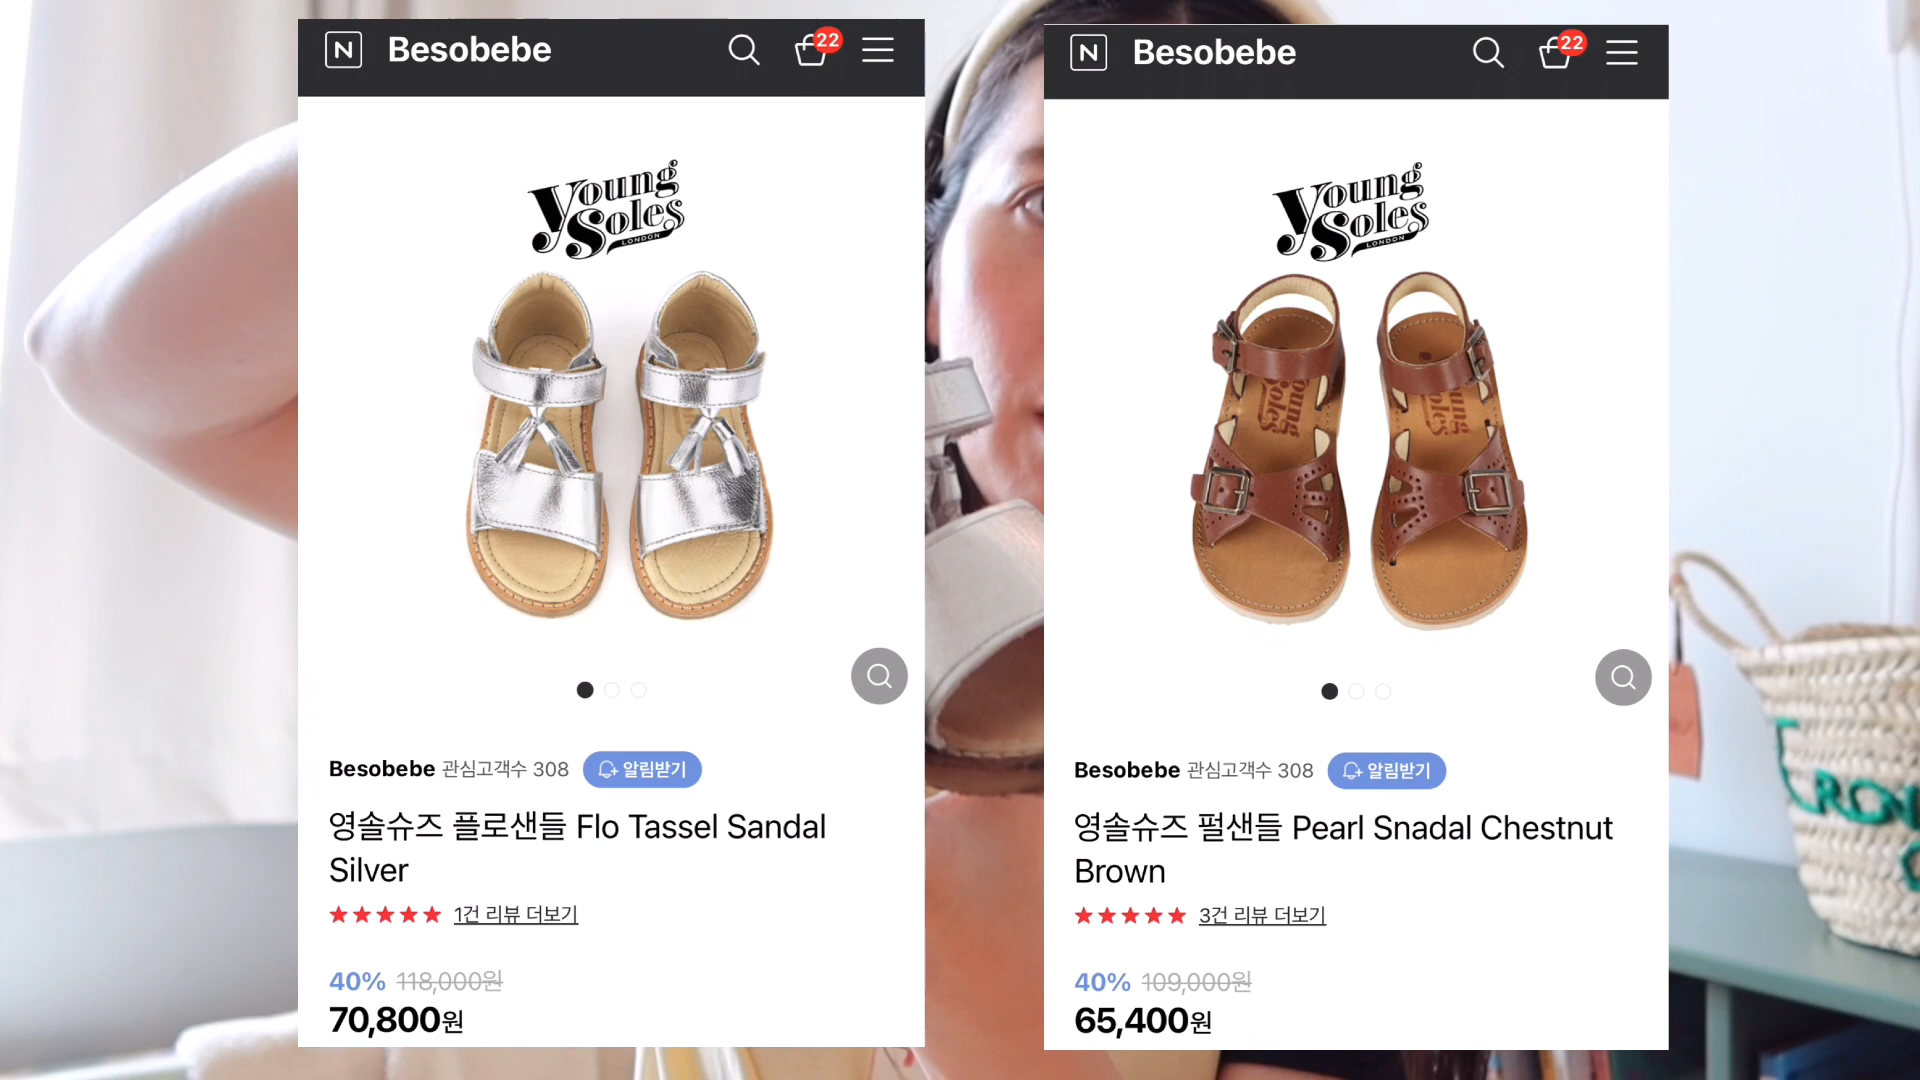 N Besobebe 22
Young
Soles
LONDON
Besobebe 관심고객수 308 알림받기
영솔슈즈 플로샌들 Flo Tassel Sandal
Silver
1건 리뷰 더보기
40% 118,000원
70,800원
N Besobebe 22
Young
Soles
LONDON
Young
Soles
Besobebe 관심고객수 308 알림받기
영솔슈즈 펄샌들 Pearl Snadal Chestnut
Brown
3건 리뷰 더보기
40% 109,000원
65,400원